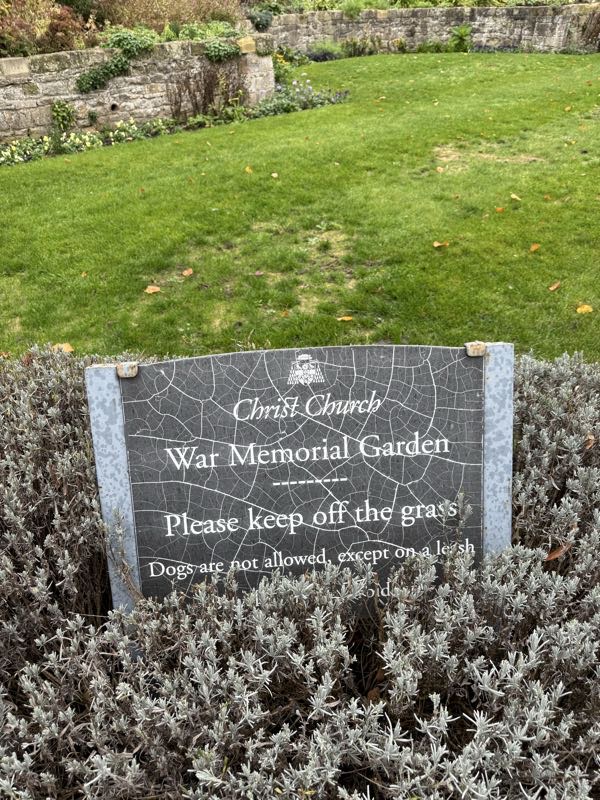 Christ Church
War Memorial Garden
---------
Please keep off the grass
Dogs are not allowed, except on a leash